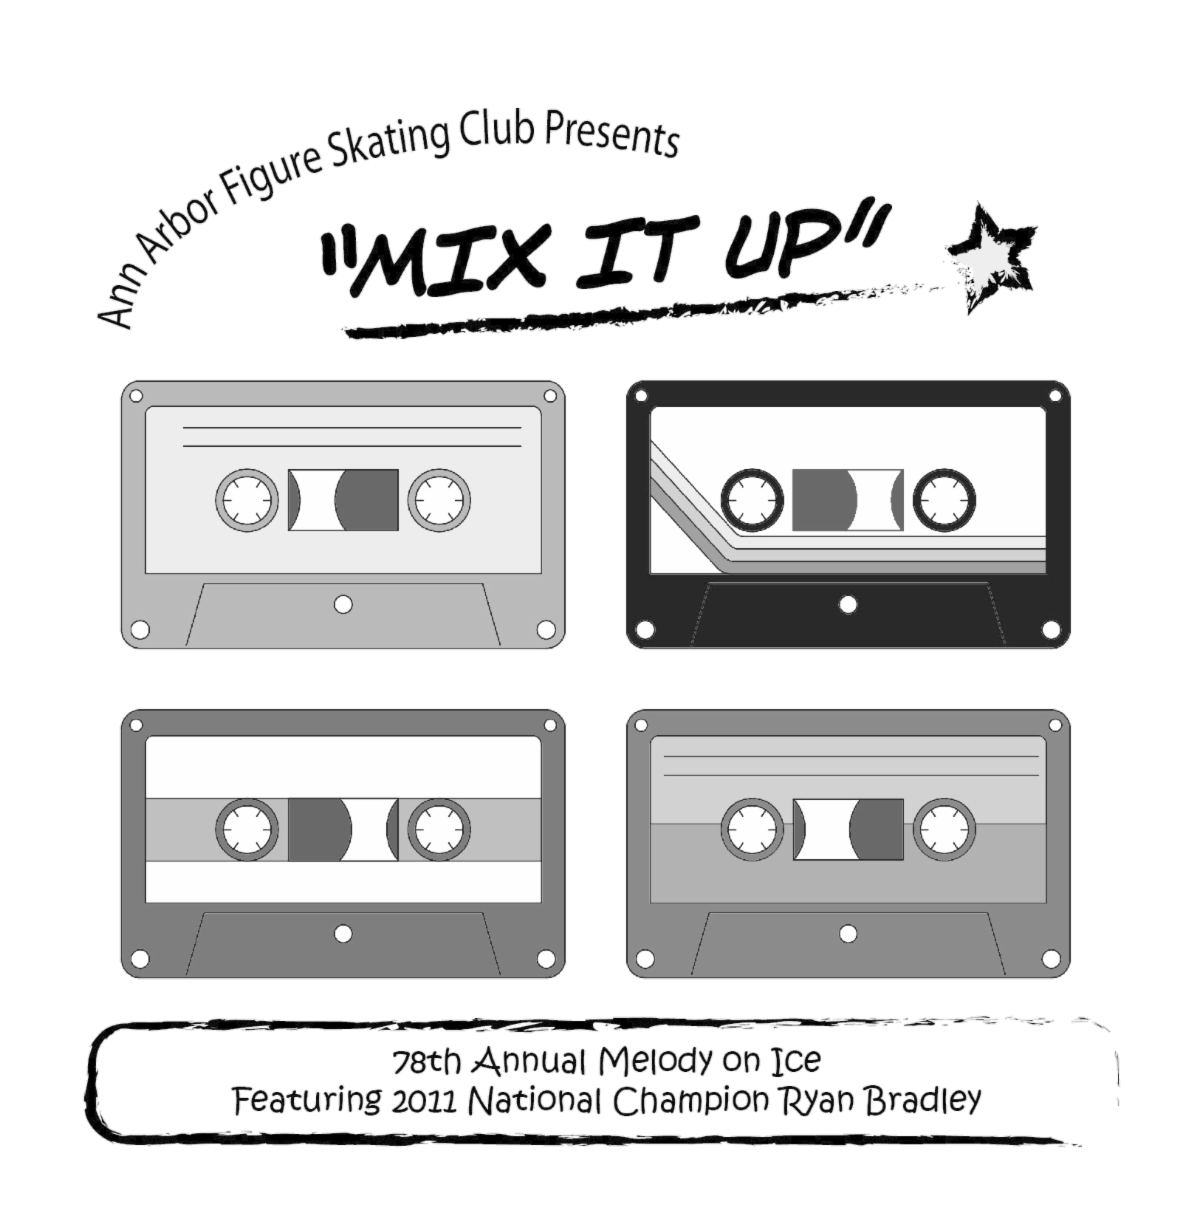 Ann Arbor Figure Skating Club Presents
"MIX IT UP"
78th Annual Melody on Ice
Featuring 2011 National Champion Ryan Bradley